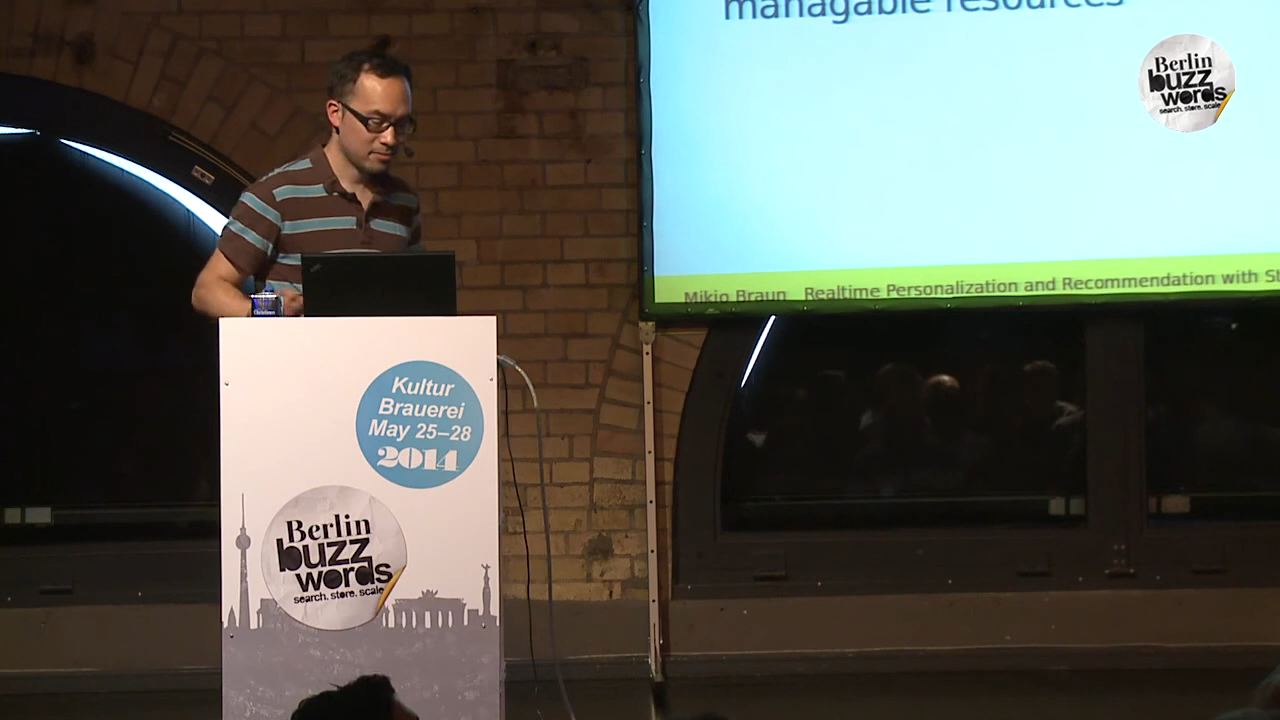 managable resources
Berlin
buzz
words
search. store. scale
Mikio Braun Realtime Personalization and Recommendation with
Kultur
Brauerei
May 25–28
2014
Berlin
buzz
words
search. store. scale